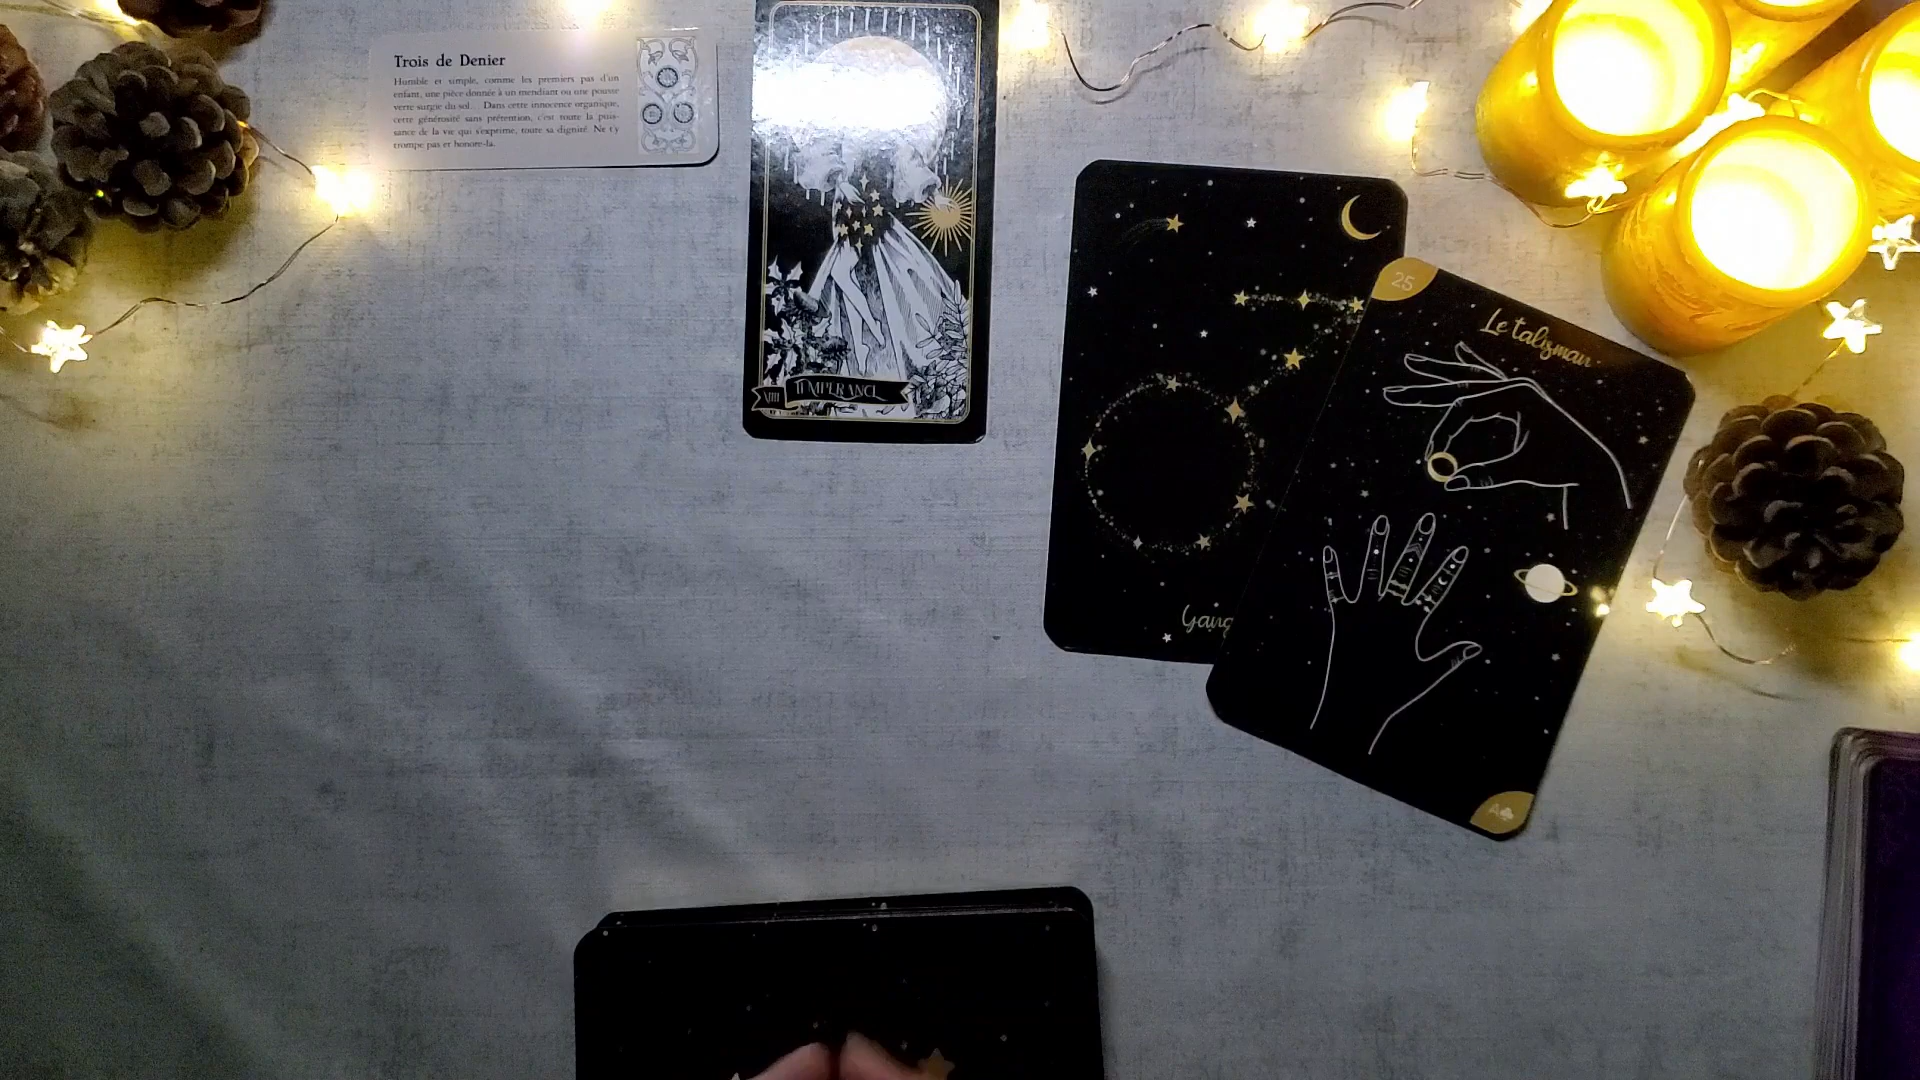 Trois de Denier
Humble et simple, comme les premiers pas d'un
enfant, une pièce donnée à un mendiant ou une pousse
verte surgie du sol... Dans cette innocence organique,
cette générosité sans prétention, c'est toute la puis-
sance de la vie qui s'exprime, toute sa dignité. Ne t'y
trompe pas et honore-la.
XIIII TEMPERANCE
25
Le talisman
Gang
A♣